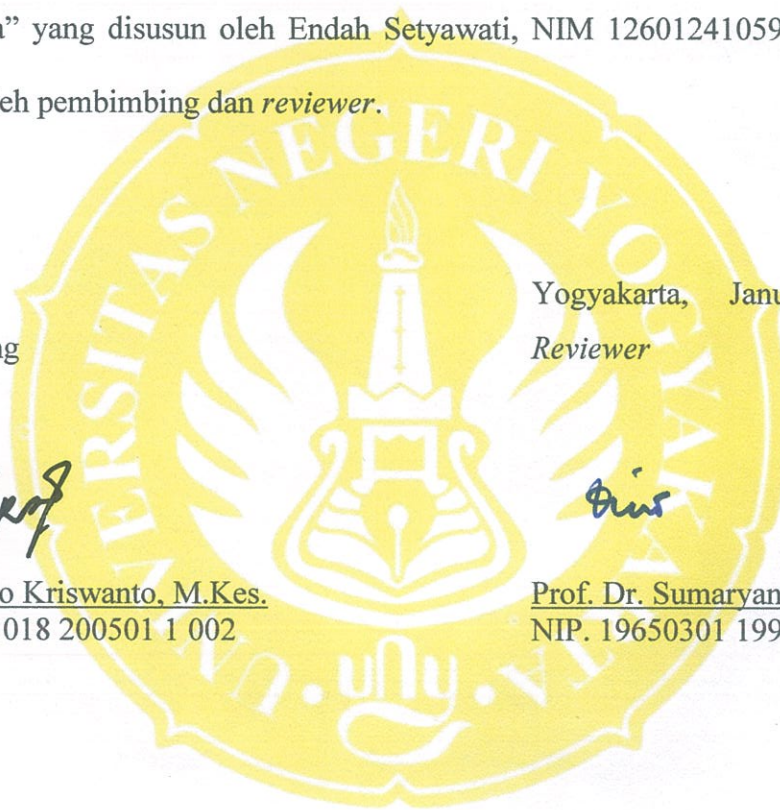 a” yang disusun oleh Endah Setyawati, NIM 12601241059
eh pembimbing dan reviewer.
UNIVERSITAS NEGERI YOGYAKARTA
Yogyakarta, Janu
ng
Reviewer
o Kriswanto, M.Kes.
Prof. Dr. Sumaryan
018 200501 1 002
NIP. 19650301 199
uny